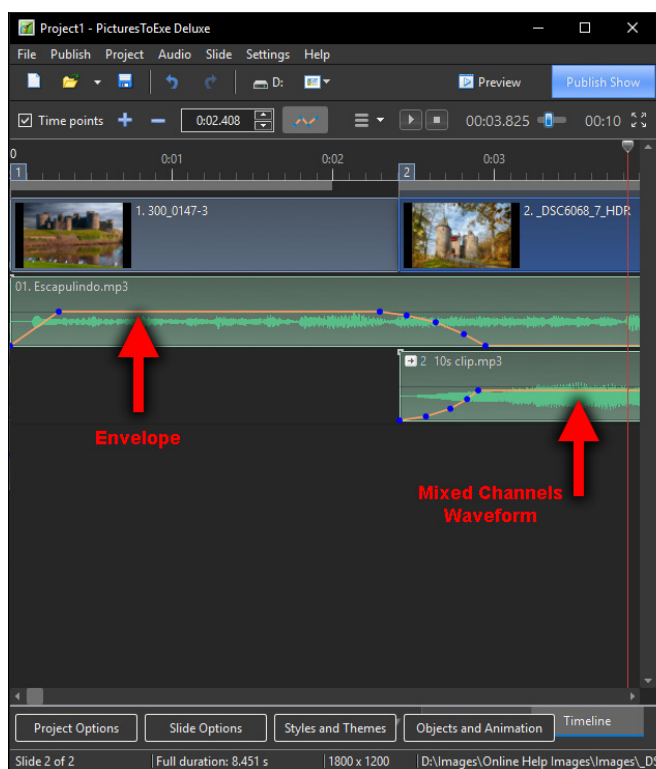 Project1 - PicturesToExe Deluxe
File Publish Project Audio Slide Settings Help
D: Preview Publish Show
Time points 0:02.408 00:03.825 00:10
0 0:01 0:02 0:03
1 2
1. 300_0147-3 2. _DSC6068_7_HDR
01. Escapulindo.mp3
2 10s clip.mp3
Envelope
Mixed Channels
Waveform
Project Options Slide Options Styles and Themes Objects and Animation Timeline
Slide 2 of 2 Full duration: 8.451 s 1800 x 1200 D:\Images\Online Help Images\Images\_DS